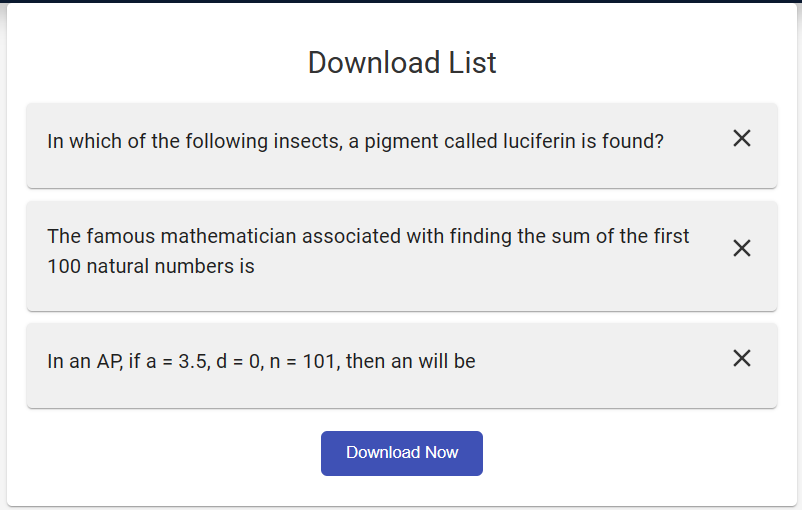 Download List
In which of the following insects, a pigment called luciferin is found?
The famous mathematician associated with finding the sum of the first
100 natural numbers is
In an AP, if a = 3.5, d = 0, n = 101, then an will be
Download Now